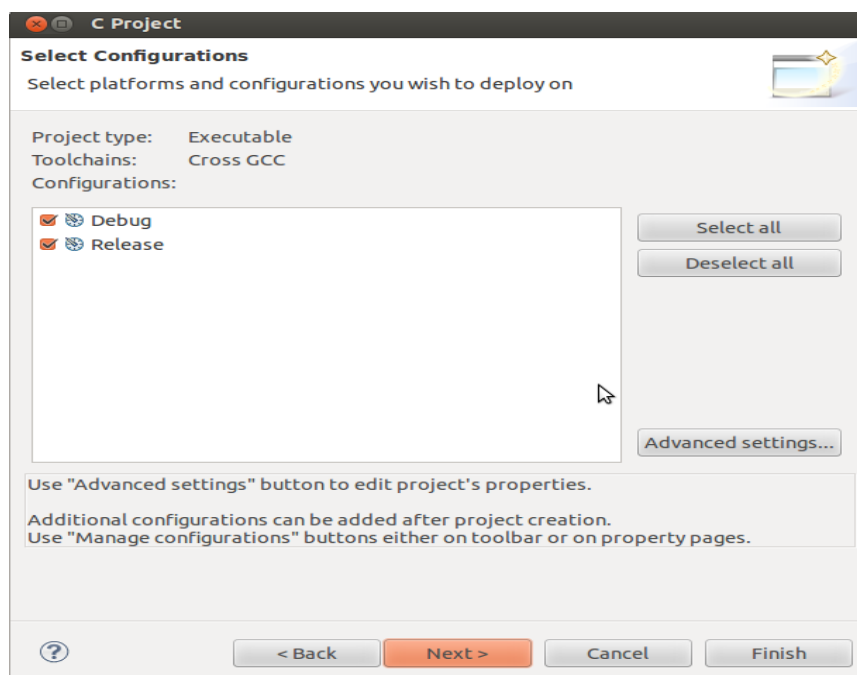 C Project
Select Configurations
Select platforms and configurations you wish to deploy on
Project type: Executable
Toolchains: Cross GCC
Configurations:
Debug
Release
Select all
Deselect all
Advanced settings...
Use "Advanced settings" button to edit project's properties.
Additional configurations can be added after project creation.
Use "Manage configurations" buttons either on toolbar or on property pages.
?
< Back
Next >
Cancel
Finish